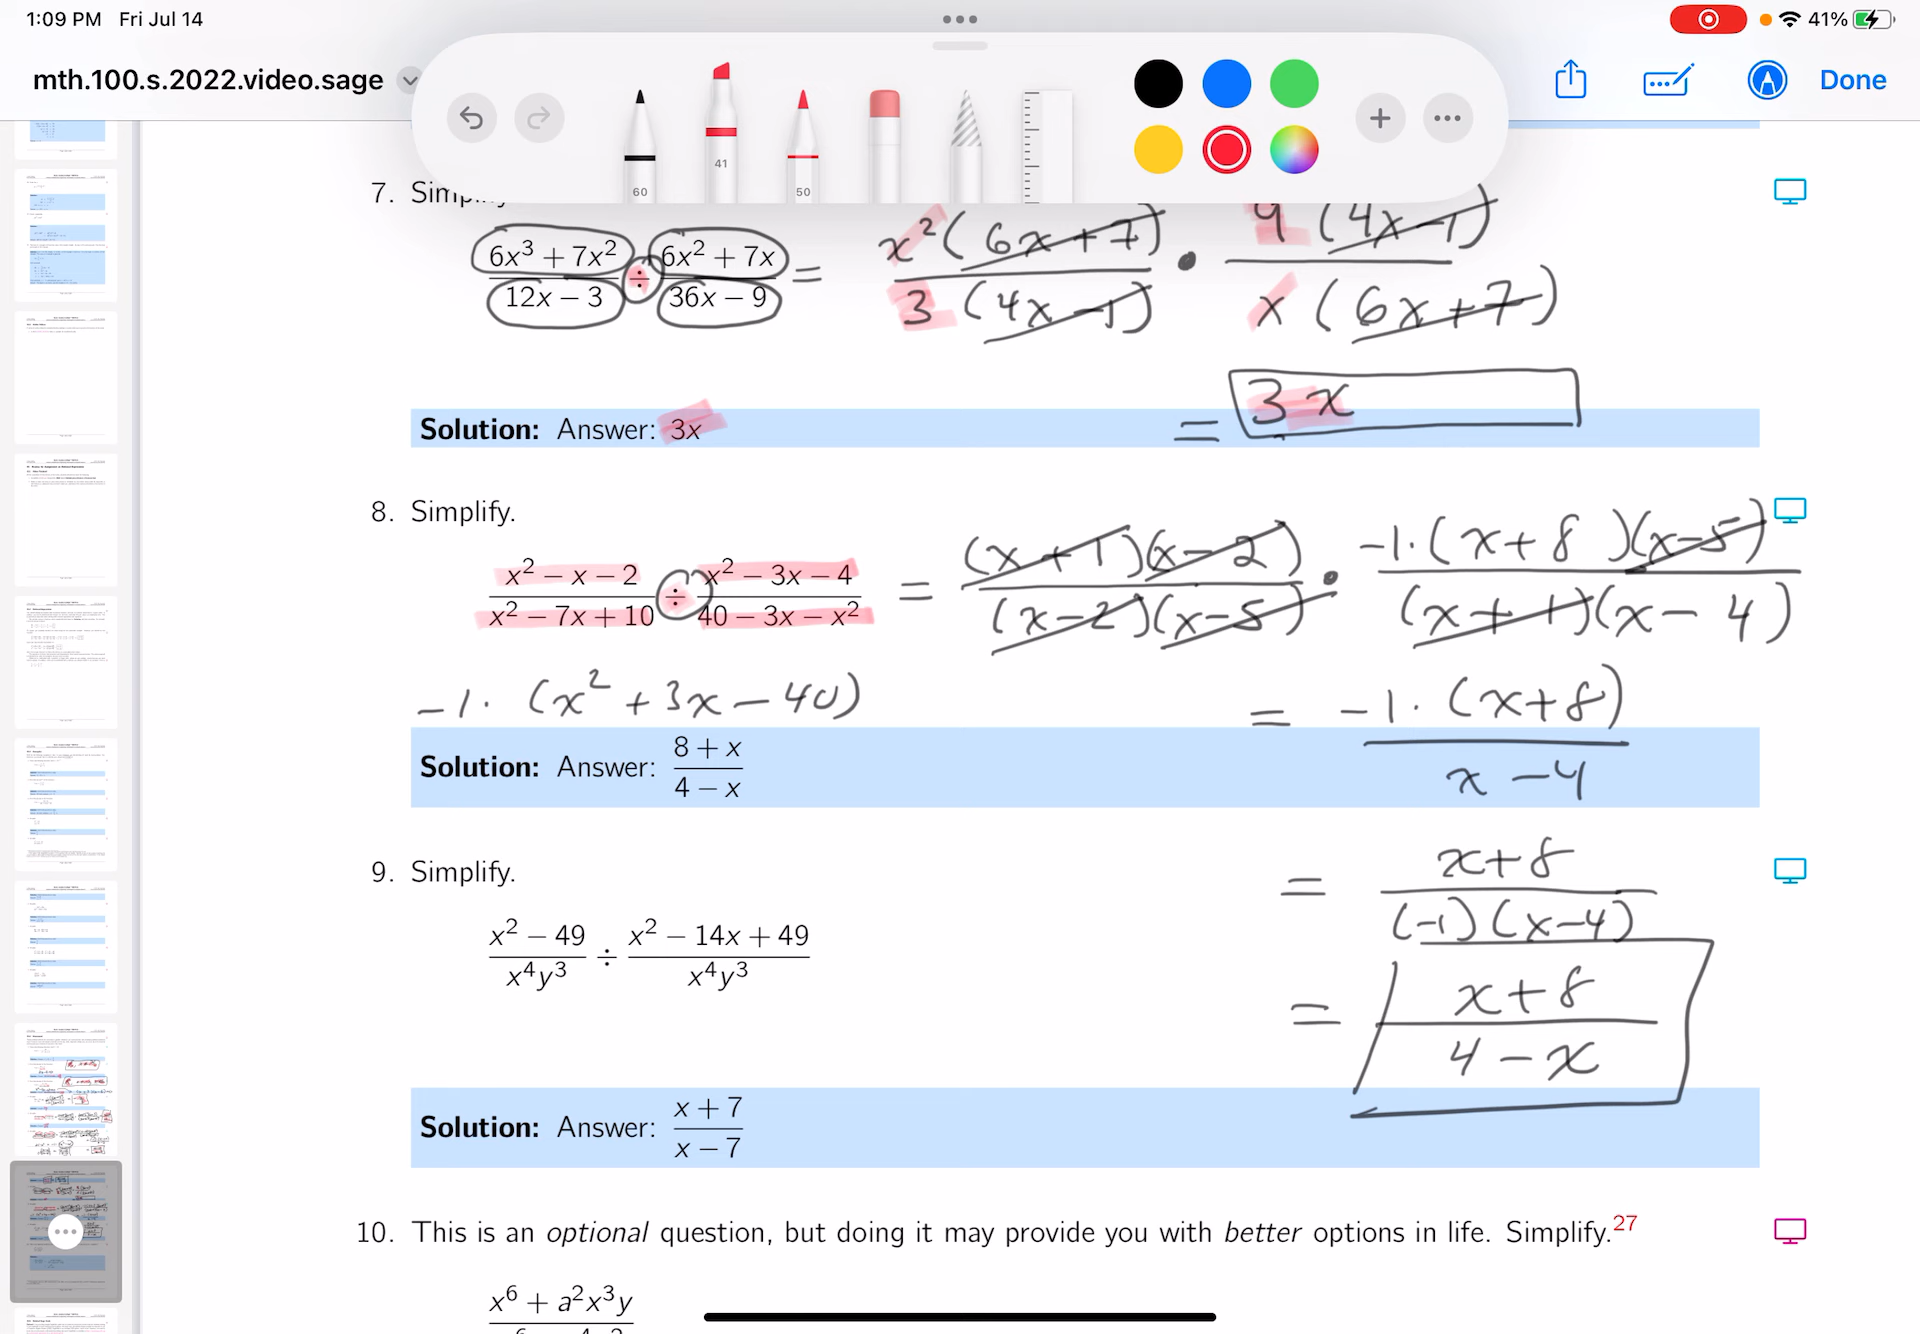 1:09 PM Fri Jul 14
41%
mth.100.s.2022.video.sage
Done
60
41
50
7.
6x³ + 7x² / 12x − 3 ÷ 6x² + 7x / 36x − 9 = x² (6x+7) / 3 (4x−1) • 9 (4x−1) / x (6x+7)
= 3x
Solution: Answer: 3x
8. Simplify.
x² − x − 2 / x² − 7x + 10 ÷ x² − 3x − 4 / 40 − 3x − x² = (x+1)(x−2) / (x−2)(x−5) • −1·(x+8)(x−5) / (x+1)(x−4)
−1· (x² + 3x − 40)
= −1· (x+8) / x − 4
Solution: Answer: 8 + x / 4 − x
= x+8 / (−1)(x−4)
= x+8 / 4 − x
9. Simplify.
x² − 49 / x⁴y³ ÷ x² − 14x + 49 / x⁴y³
Solution: Answer: x + 7 / x − 7
10. This is an optional question, but doing it may provide you with better options in life. Simplify.27
x⁶ + a²x³y